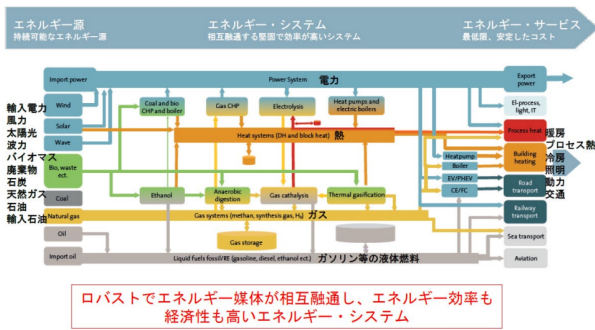 エネルギー源
持続可能なエネルギー源
エネルギー・システム
相互融通する堅固で効率が高いシステム
エネルギー・サービス
最低限、安定したコスト
Import power
Power System 電力
Export power
輸入電力
風力
太陽光
波力
バイオマス
廃棄物
石炭
天然ガス
石油
輸入石油
Wind
Solar
Wave
Bio, waste ect.
Coal
Natural gas
Oil
Import oil
Coal and bio CHP and boiler
Gas CHP
Electrolysis
Heat pumps and electric boilers
Heat systems (DH and block heat) 熱
Ethanol
Anaerobic digestion
Gas cathalysis
Thermal gasification
Gas systems (methan, synthesis gas, H₂) ガス
Gas storage
Liquid fuels fossil/RE (gasoline, diesel, ethanol ect.) ガソリン等の液体燃料
Heatpump
Boiler
EV/PHEV
CE/FC
El-process, light, IT
Process heat
Building heating
Road transport
Railway transport
Sea transport
Aviation
暖房
プロセス熱
冷房
照明
動力
交通
ロバストでエネルギー媒体が相互融通し、エネルギー効率も
経済性も高いエネルギー・システム